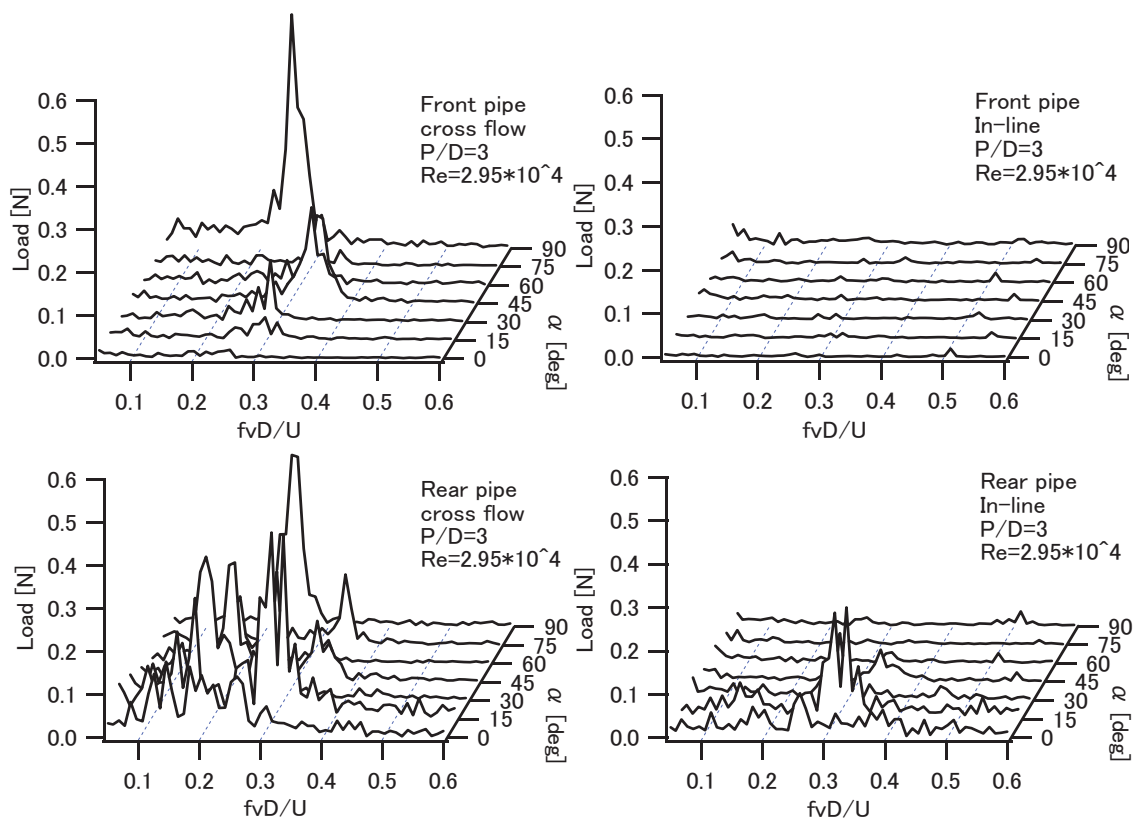 Front pipe
cross flow
P/D=3
Re=2.95*10^4
Load [N]
0.6
0.5
0.4
0.3
0.2
0.1
0.0
0.1 0.2 0.3 0.4 0.5 0.6
fvD/U
90
75
60
45
30
15
0
α [deg]
Front pipe
In-line
P/D=3
Re=2.95*10^4
Load [N]
0.6
0.5
0.4
0.3
0.2
0.1
0.0
0.1 0.2 0.3 0.4 0.5 0.6
fvD/U
90
75
60
45
30
15
0
α [deg]
Rear pipe
cross flow
P/D=3
Re=2.95*10^4
Load [N]
0.6
0.5
0.4
0.3
0.2
0.1
0.0
0.1 0.2 0.3 0.4 0.5 0.6
fvD/U
90
75
60
45
30
15
0
α [deg]
Rear pipe
In-line
P/D=3
Re=2.95*10^4
Load [N]
0.6
0.5
0.4
0.3
0.2
0.1
0.0
0.1 0.2 0.3 0.4 0.5 0.6
fvD/U
90
75
60
45
30
15
0
α [deg]